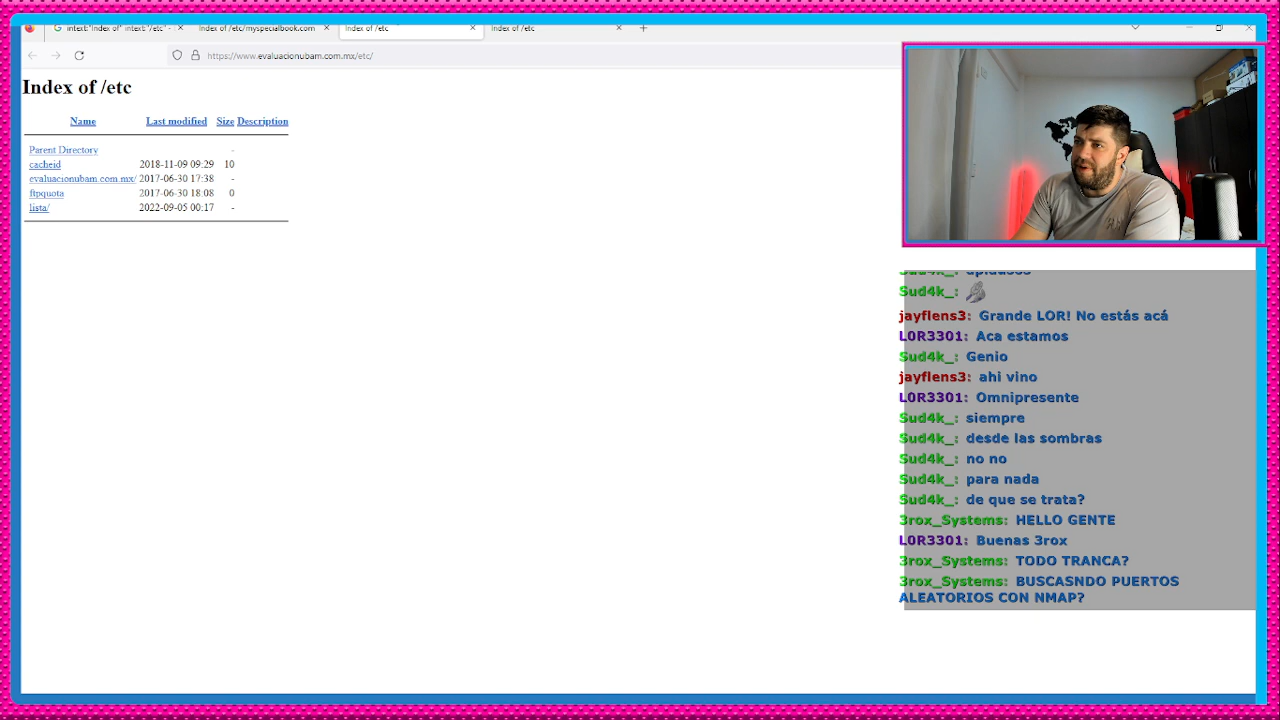 intext:"Index of" intext:"/etc" -
Index of /etc/myspecialbook.com
Index of /etc
Index of /etc
https://www.evaluacionubam.com.mx/etc/
Index of /etc
Name Last modified Size Description
Parent Directory -
cacheid 2018-11-09 09:29 10
evaluacionubam.com.mx/ 2017-06-30 17:38 -
ftpquota 2017-06-30 18:08 0
lista/ 2022-09-05 00:17 -
Sud4k_:
jayflens3: Grande LOR! No estás acá
L0R3301: Aca estamos
Sud4k_: Genio
jayflens3: ahi vino
L0R3301: Omnipresente
Sud4k_: siempre
Sud4k_: desde las sombras
Sud4k_: no no
Sud4k_: para nada
Sud4k_: de que se trata?
3rox_Systems: HELLO GENTE
L0R3301: Buenas 3rox
3rox_Systems: TODO TRANCA?
3rox_Systems: BUSCASNDO PUERTOS
ALEATORIOS CON NMAP?